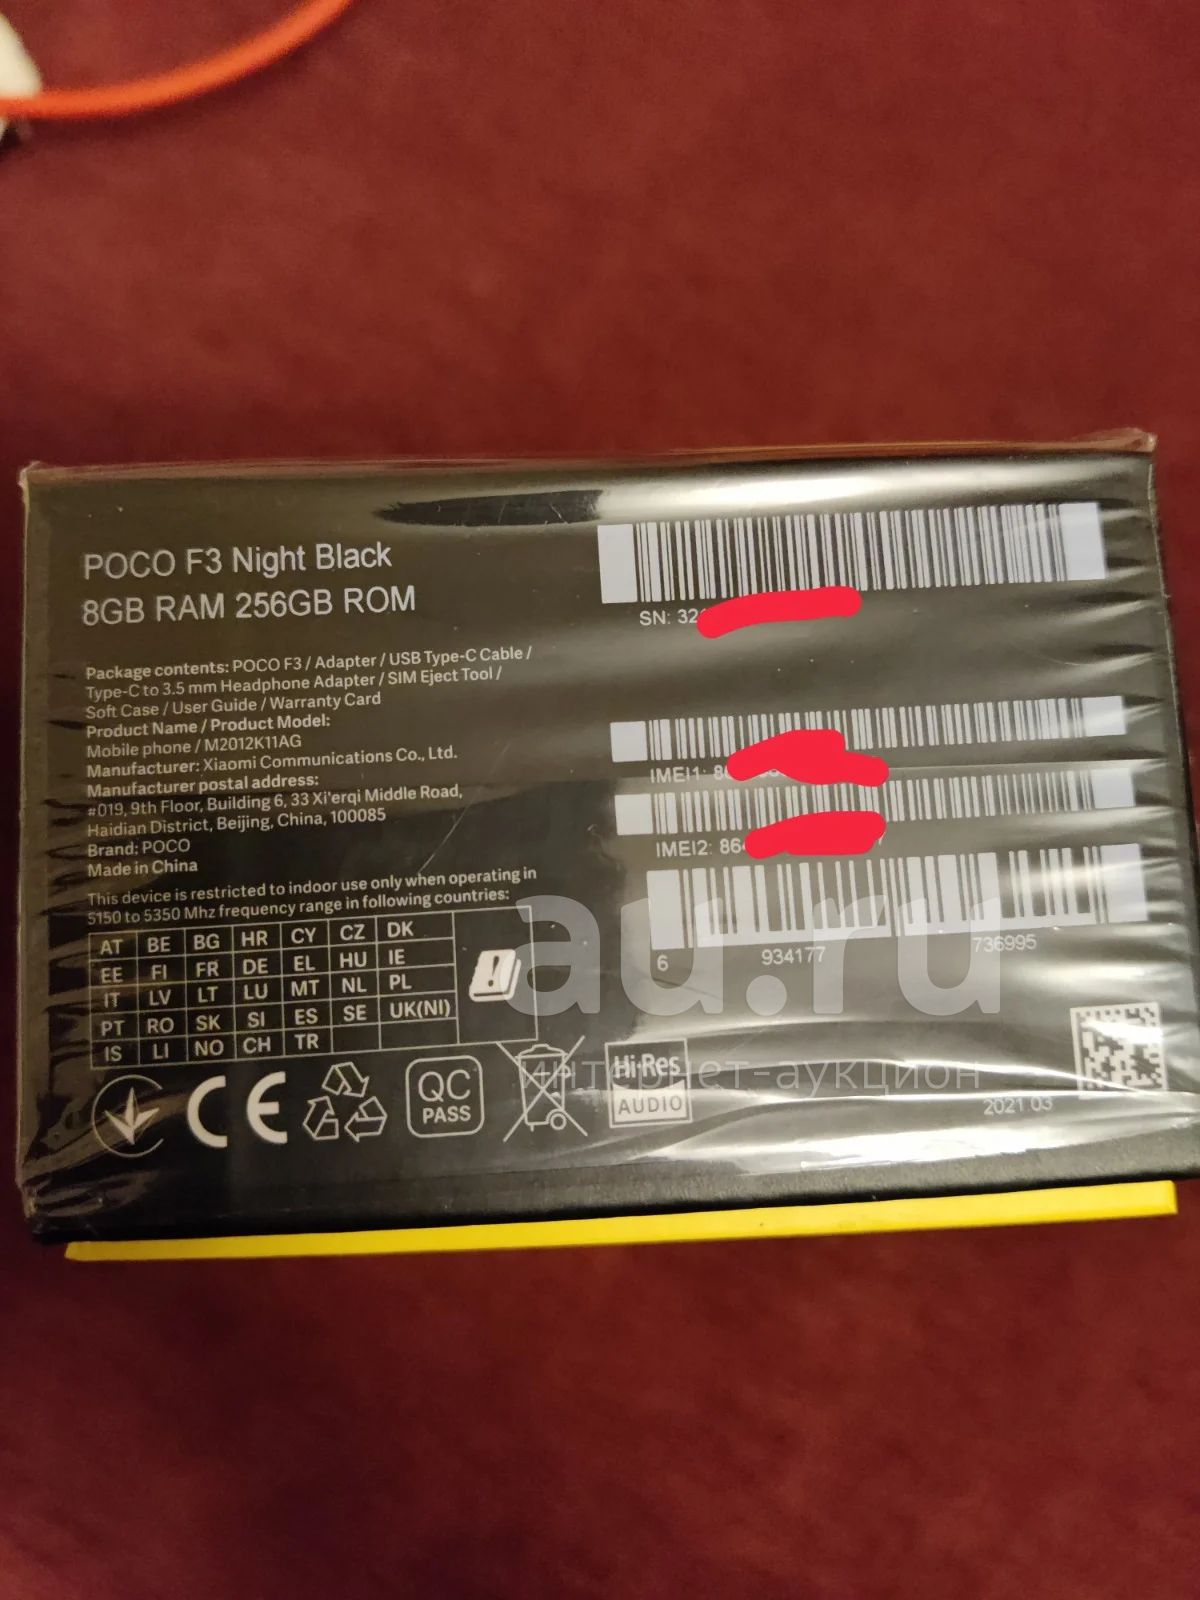 POCO F3 Night Black
8GB RAM 256GB ROM
Package contents: POCO F3 / Adapter / USB Type-C Cable /
Type-C to 3.5 mm Headphone Adapter / SIM Eject Tool /
Soft Case / User Guide / Warranty Card
Product Name / Product Model:
Mobile phone / M2012K11AG
Manufacturer: Xiaomi Communications Co., Ltd.
Manufacturer postal address:
#019, 9th Floor, Building 6, 33 Xi'erqi Middle Road,
Haidian District, Beijing, China, 100085
Brand: POCO
Made in China
This device is restricted to indoor use only when operating in
5150 to 5350 Mhz frequency range in following countries:
AT BE BG HR CY CZ DK
EE FI FR DE EL HU IE
IT LV LT LU MT NL PL
PT RO SK SI ES SE UK(NI)
IS LI NO CH TR
CE
QC
PASS
Hi-Res
AUDIO
SN: 32
IMEI1: 8
IMEI2: 86
6 934177 736995
2021.03
au.ru
интернет-аукцион